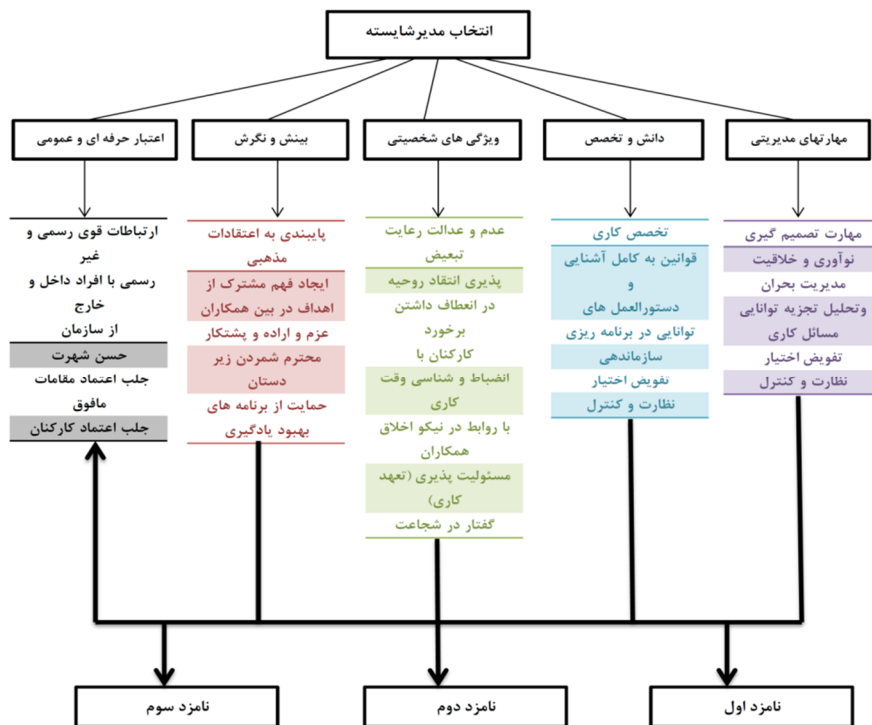 انتخاب مدیرشایسته
مهارتهای مدیریتی
دانش و تخصص
ویژگی های شخصیتی
بینش و نگرش
اعتبار حرفه ای و عمومی
مهارت تصمیم گیری
نوآوری و خلاقیت
مدیریت بحران
وتحلیل تجزیه توانایی
مسائل کاری
تفویض اختیار
نظارت و کنترل
تخصص کاری
قوانین به کامل آشنایی
و
دستورالعمل های
توانایی در برنامه ریزی
سازماندهی
تفویض اختیار
نظارت و کنترل
عدم و عدالت رعایت
تبعیض
پذیری انتقاد روحیه
در انعطاف داشتن
برخورد
کارکنان با
انضباط و شناسی وقت
کاری
با روابط در نیکو اخلاق
همکاران
مسئولیت پذیری (تعهد
کاری)
گفتار در شجاعت
پایبندی به اعتقادات
مذهبی
ایجاد فهم مشترک از
اهداف در بین همکاران
عزم و اراده و پشتکار
محترم شمردن زیر
دستان
حمایت از برنامه های
بهبود یادگیری
ارتباطات قوی رسمی و
غیر
رسمی با افراد داخل و
خارج
از سازمان
حسن شهرت
جلب اعتماد مقامات
مافوق
جلب اعتماد کارکنان
نامزد اول
نامزد دوم
نامزد سوم